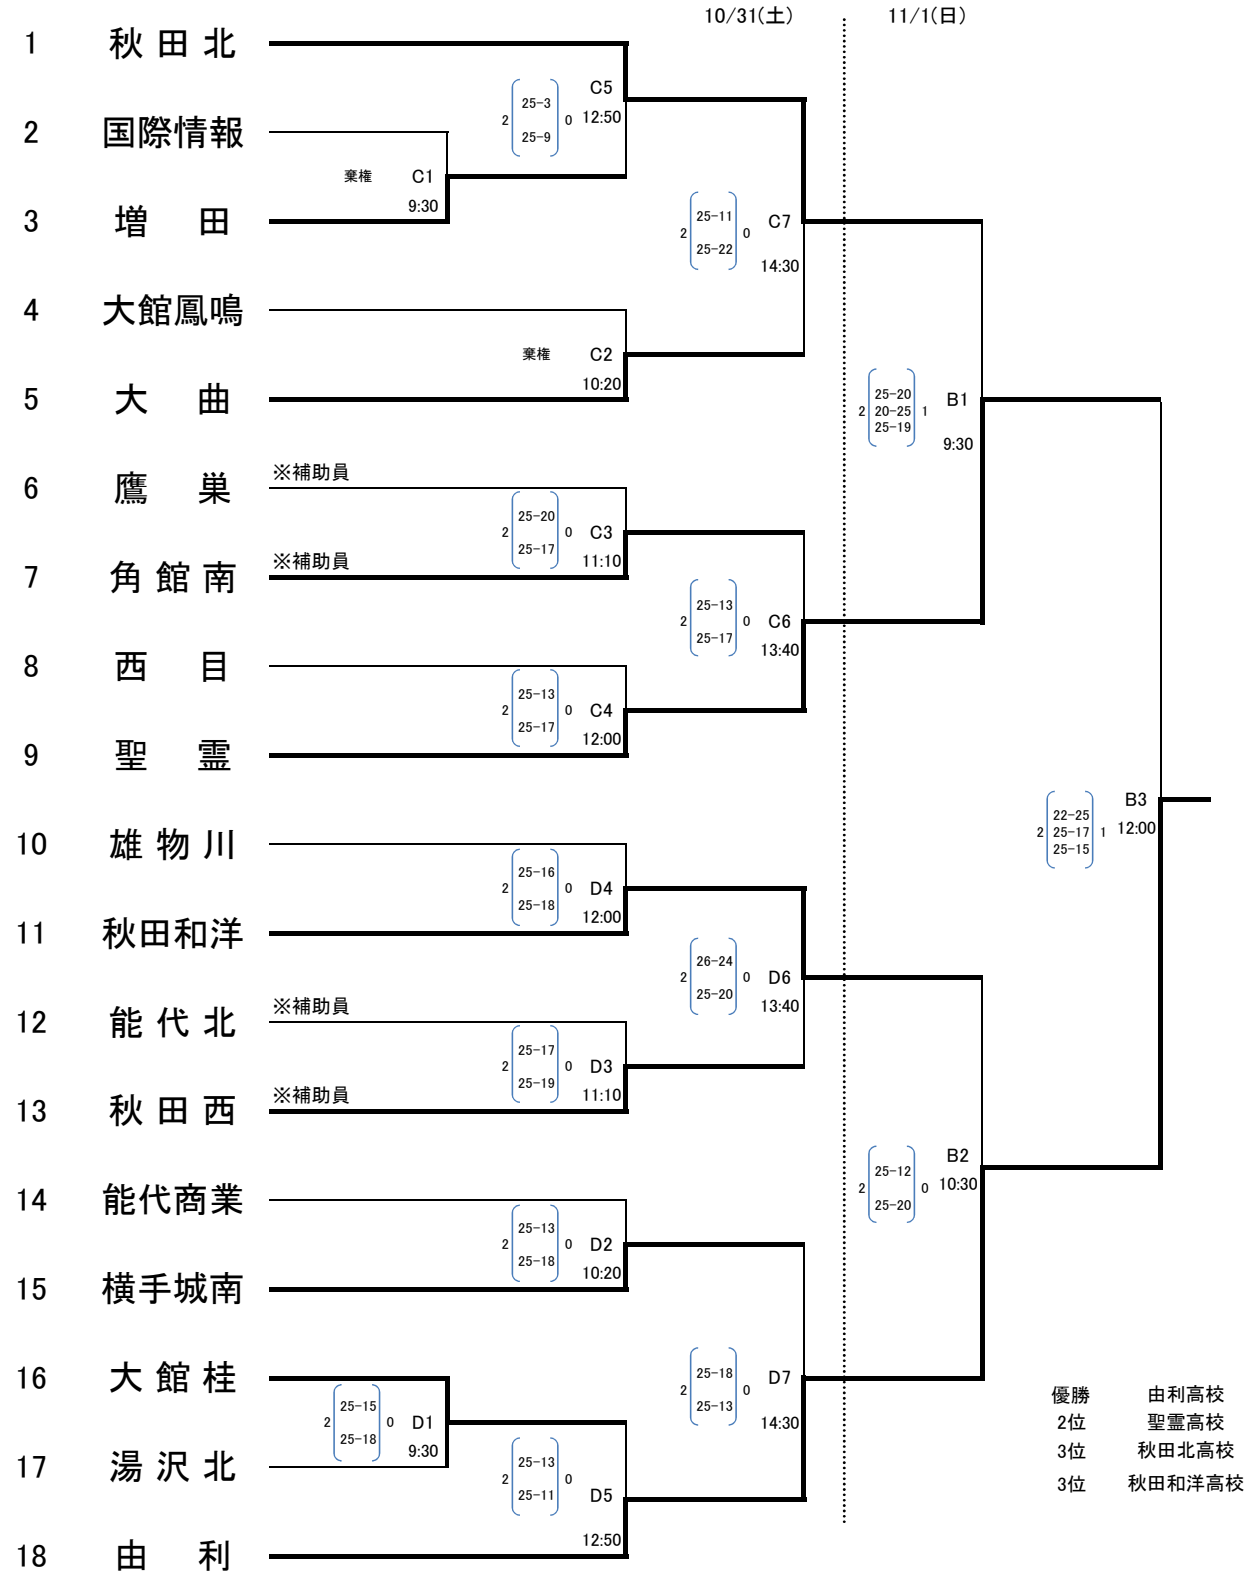 10/31(土)
11/1(日)
1 秋田北
25-3
2 0
25-9
C5
12:50
2 国際情報
棄権 C1
9:30
3 増田
25-11
2 0
25-22
C7
14:30
4 大館鳳鳴
棄権 C2
10:20
5 大曲
25-20
2 20-25 1
25-19
B1
9:30
6 鷹巣 ※補助員
25-20
2 0
25-17
C3
11:10
7 角館南 ※補助員
25-13
2 0
25-17
C6
13:40
8 西目
25-13
2 0
25-17
C4
12:00
9 聖霊
22-25
2 25-17 1
25-15
B3
12:00
10 雄物川
25-16
2 0
25-18
D4
12:00
11 秋田和洋
26-24
2 0
25-20
D6
13:40
12 能代北 ※補助員
25-17
2 0
25-19
D3
11:10
13 秋田西 ※補助員
25-12
2 0
25-20
B2
10:30
14 能代商業
25-13
2 0
25-18
D2
10:20
15 横手城南
25-18
2 0
25-13
D7
14:30
16 大館桂
25-15
2 0
25-18
D1
9:30
17 湯沢北
25-13
2 0
25-11
D5
12:50
18 由利
優勝 由利高校
2位 聖霊高校
3位 秋田北高校
3位 秋田和洋高校